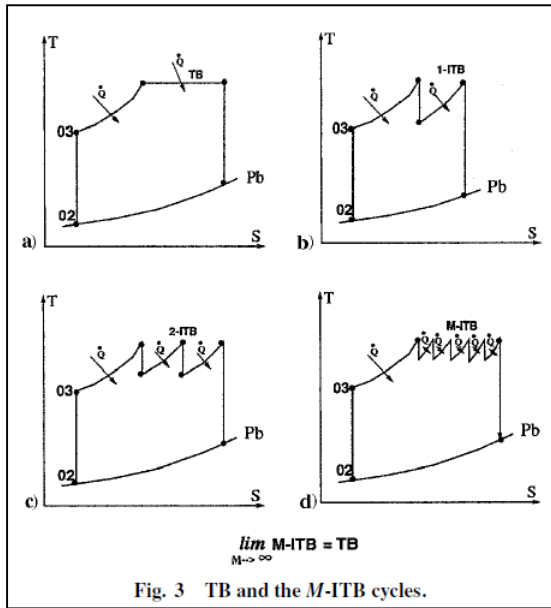 T
Q̇
TB
03
02
Pb
a)
S
T
1-ITB
Q̇
Q̇
03
02
Pb
b)
S
T
2-ITB
Q̇
Q̇
Q̇
03
02
Pb
c)
S
T
M-ITB
Q̇
Q̇ Q̇ Q̇ Q̇ Q̇
03
02
Pb
d)
S
lim M-ITB = TB
M--> ∞
Fig. 3 TB and the M-ITB cycles.